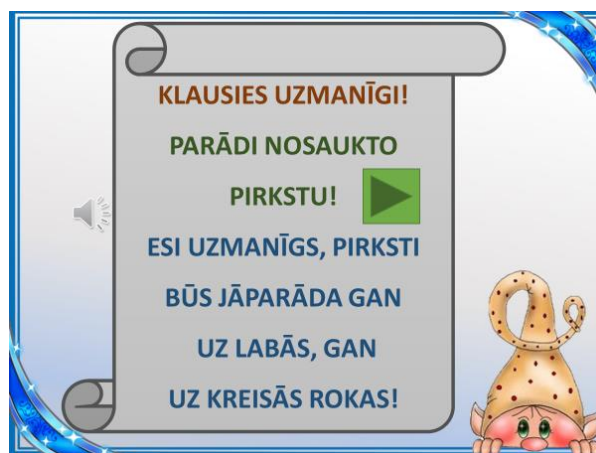 KLAUSIES UZMANĪGI!
PARĀDI NOSAUKTO
PIRKSTU!
ESI UZMANĪGS, PIRKSTI
BŪS JĀPARĀDA GAN
UZ LABĀS, GAN
UZ KREISĀS ROKAS!